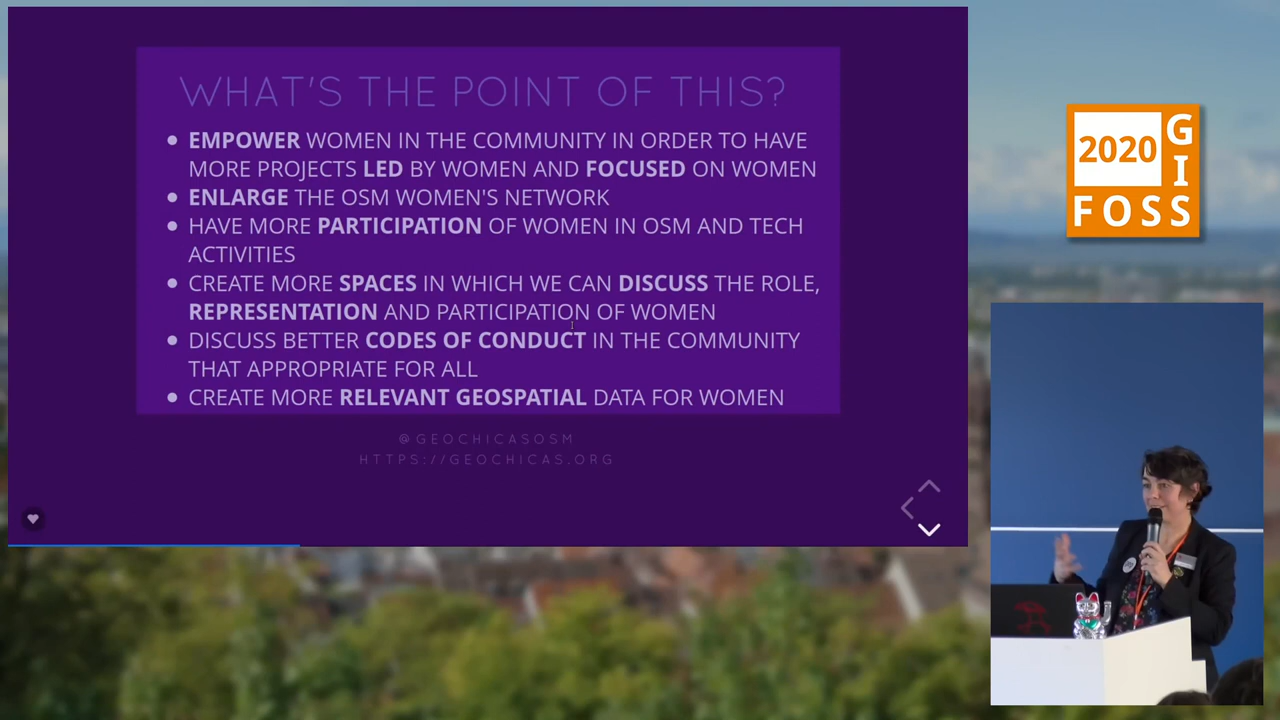 WHAT'S THE POINT OF THIS?
EMPOWER WOMEN IN THE COMMUNITY IN ORDER TO HAVE
MORE PROJECTS LED BY WOMEN AND FOCUSED ON WOMEN
ENLARGE THE OSM WOMEN'S NETWORK
HAVE MORE PARTICIPATION OF WOMEN IN OSM AND TECH
ACTIVITIES
CREATE MORE SPACES IN WHICH WE CAN DISCUSS THE ROLE,
REPRESENTATION AND PARTICIPATION OF WOMEN
DISCUSS BETTER CODES OF CONDUCT IN THE COMMUNITY
THAT APPROPRIATE FOR ALL
CREATE MORE RELEVANT GEOSPATIAL DATA FOR WOMEN
@GEOCHICASOSM
HTTPS://GEOCHICAS.ORG
2020
GIS
FOSS